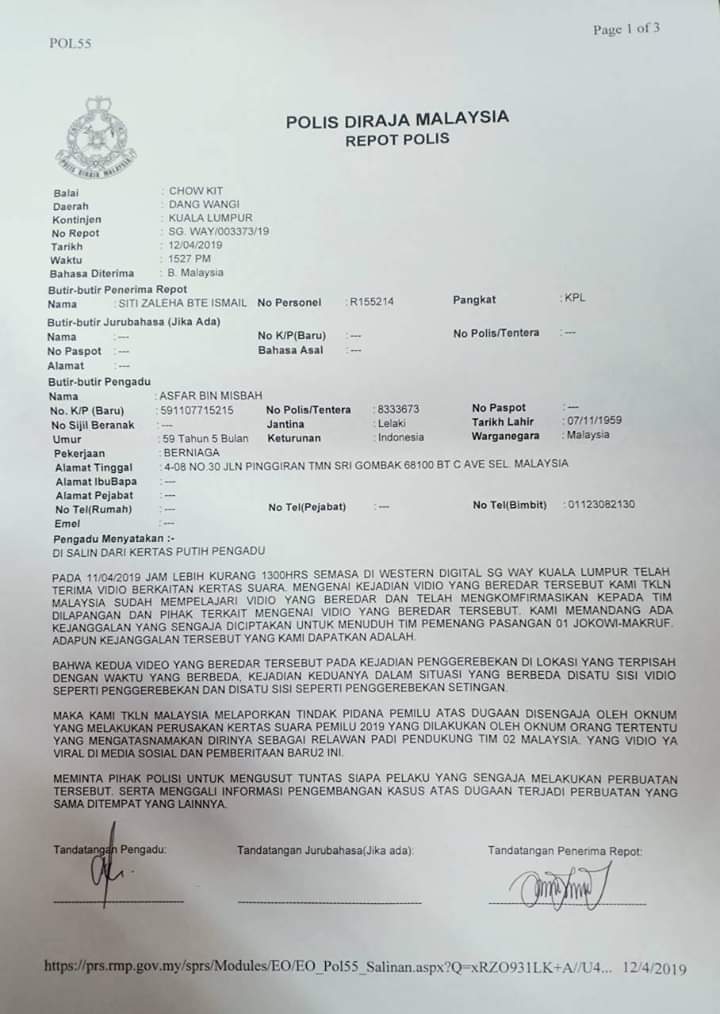 POL55
Page 1 of 3
POLIS DIRAJA MALAYSIA
POLIS DIRAJA MALAYSIA
REPOT POLIS
Balai : CHOW KIT
Daerah : DANG WANGI
Kontinjen : KUALA LUMPUR
No Repot : SG. WAY/003373/19
Tarikh : 12/04/2019
Waktu : 1527 PM
Bahasa Diterima : B. Malaysia
Butir-butir Penerima Repot
Nama : SITI ZALEHA BTE ISMAIL No Personel : R155214 Pangkat : KPL
Butir-butir Jurubahasa (Jika Ada)
Nama : --- No K/P(Baru) : --- No Polis/Tentera : ---
No Paspot : --- Bahasa Asal : ---
Alamat : ---
Butir-butir Pengadu
Nama : ASFAR BIN MISBAH
No. K/P (Baru) : 591107715215 No Polis/Tentera : 8333673 No Paspot : ---
No Sijil Beranak : --- Jantina : Lelaki Tarikh Lahir : 07/11/1959
Umur : 59 Tahun 5 Bulan Keturunan : Indonesia Warganegara : Malaysia
Pekerjaan : BERNIAGA
Alamat Tinggal : 4-08 NO.30 JLN PINGGIRAN TMN SRI GOMBAK 68100 BT C AVE SEL. MALAYSIA
Alamat IbuBapa : ---
Alamat Pejabat : ---
No Tel(Rumah) : --- No Tel(Pejabat) : --- No Tel(Bimbit) : 01123082130
Emel : ---
Pengadu Menyatakan :-
DI SALIN DARI KERTAS PUTIH PENGADU
PADA 11/04/2019 JAM LEBIH KURANG 1300HRS SEMASA DI WESTERN DIGITAL SG WAY KUALA LUMPUR TELAH
TERIMA VIDEO BERKAITAN KERTAS SUARA. MENGENAI KEJADIAN VIDIO YANG BEREDAR TERSEBUT KAMI TKLN
MALAYSIA SUDAH MEMPELAJARI VIDIO YANG BEREDAR DAN TELAH MENGKOMFIRMASIKAN KEPADA TIM
DILAPANGAN DAN PIHAK TERKAIT MENGENAI VIDIO YANG BEREDAR TERSEBUT. KAMI MEMANDANG ADA
KEJANGGALAN YANG SENGAJA DICIPTAKAN UNTUK MENUDUH TIM PEMENANG PASANGAN 01 JOKOWI-MAKRUF.
ADAPUN KEJANGGALAN TERSEBUT YANG KAMI DAPATKAN ADALAH.
BAHWA KEDUA VIDEO YANG BEREDAR TERSEBUT PADA KEJADIAN PENGGEREBEKAN DI LOKASI YANG TERPISAH
DENGAN WAKTU YANG BERBEDA, KEJADIAN KEDUANYA DALAM SITUASI YANG BERBEDA DISATU SISI VIDIO
SEPERTI PENGGEREBEKAN DAN DISATU SISI SEPERTI PENGGEREBEKAN SETINGAN.
MAKA KAMI TKLN MALAYSIA MELAPORKAN TINDAK PIDANA PEMILU ATAS DUGAAN DISENGAJA OLEH OKNUM
YANG MELAKUKAN PERUSAKAN KERTAS SUARA PEMILU 2019 YANG DILAKUKAN OLEH OKNUM ORANG TERTENTU
YANG MENGATASNAMAKAN DIRINYA SEBAGAI RELAWAN PADI PENDUKUNG TIM 02 MALAYSIA. YANG VIDIO YA
VIRAL DI MEDIA SOSIAL DAN PEMBERITAAN BARU2 INI.
MEMINTA PIHAK POLISI UNTUK MENGUSUT TUNTAS SIAPA PELAKU YANG SENGAJA MELAKUKAN PERBUATAN
TERSEBUT. SERTA MENGGALI INFORMASI PENGEMBANGAN KASUS ATAS DUGAAN TERJADI PERBUATAN YANG
SAMA DITEMPAT YANG LAINNYA.
Tandatangan Pengadu: Tandatangan Jurubahasa(Jika ada): Tandatangan Penerima Repot:
https://prs.rmp.gov.my/sprs/Modules/EO/EO_Pol55_Salinan.aspx?Q=xRZO931LK+A//U4... 12/4/2019